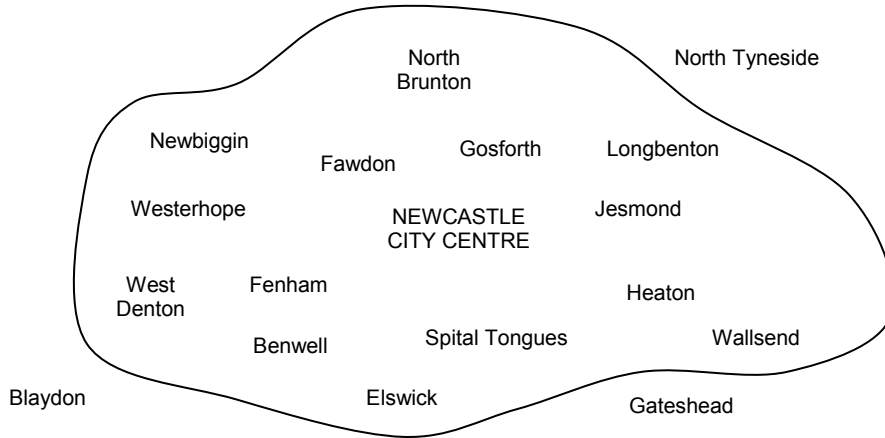 North
Brunton
North Tyneside
Newbiggin
Fawdon
Gosforth
Longbenton
Westerhope
NEWCASTLE
CITY CENTRE
Jesmond
West
Denton
Fenham
Heaton
Benwell
Spital Tongues
Wallsend
Blaydon
Elswick
Gateshead